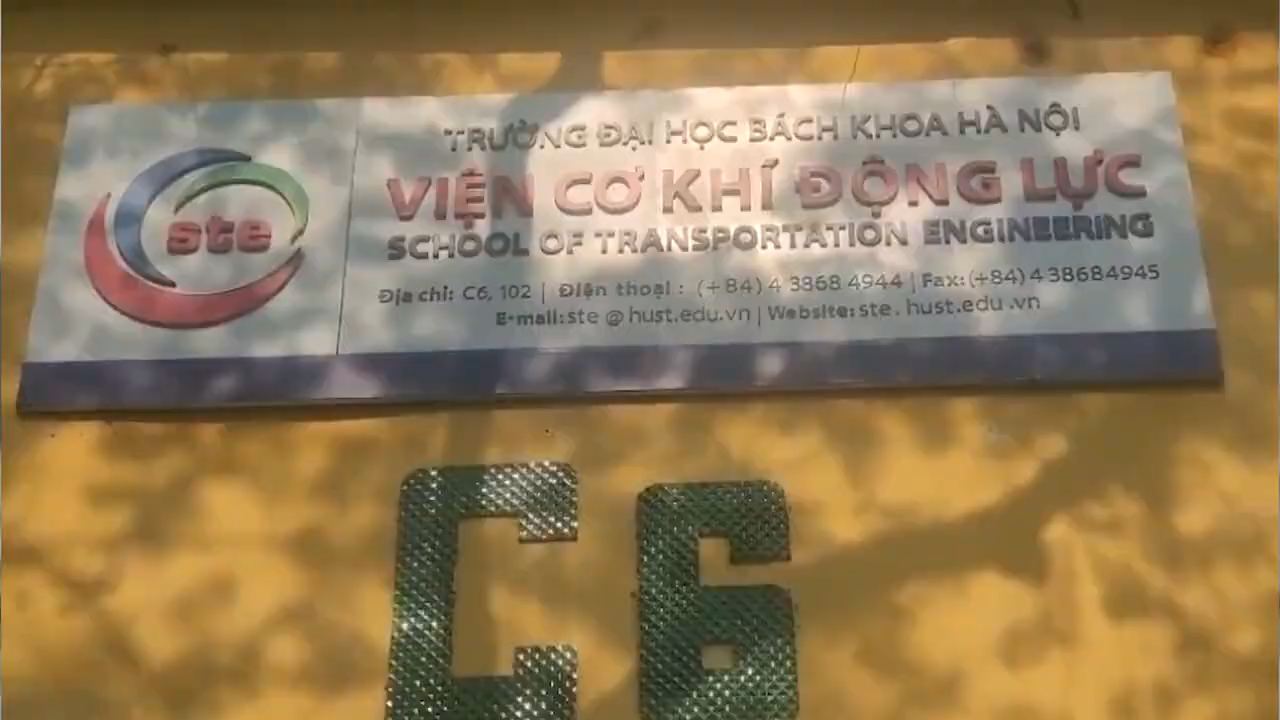 ste
TRƯỜNG ĐẠI HỌC BÁCH KHOA HÀ NỘI
VIỆN CƠ KHÍ ĐỘNG LỰC
SCHOOL OF TRANSPORTATION ENGINEERING
Địa chỉ: C6, 102 | Điện thoại : (+84) 4 3868 4944 | Fax: (+84) 4 38684945
E-mail: ste @ hust.edu.vn | Website: ste. hust.edu .vn
C6